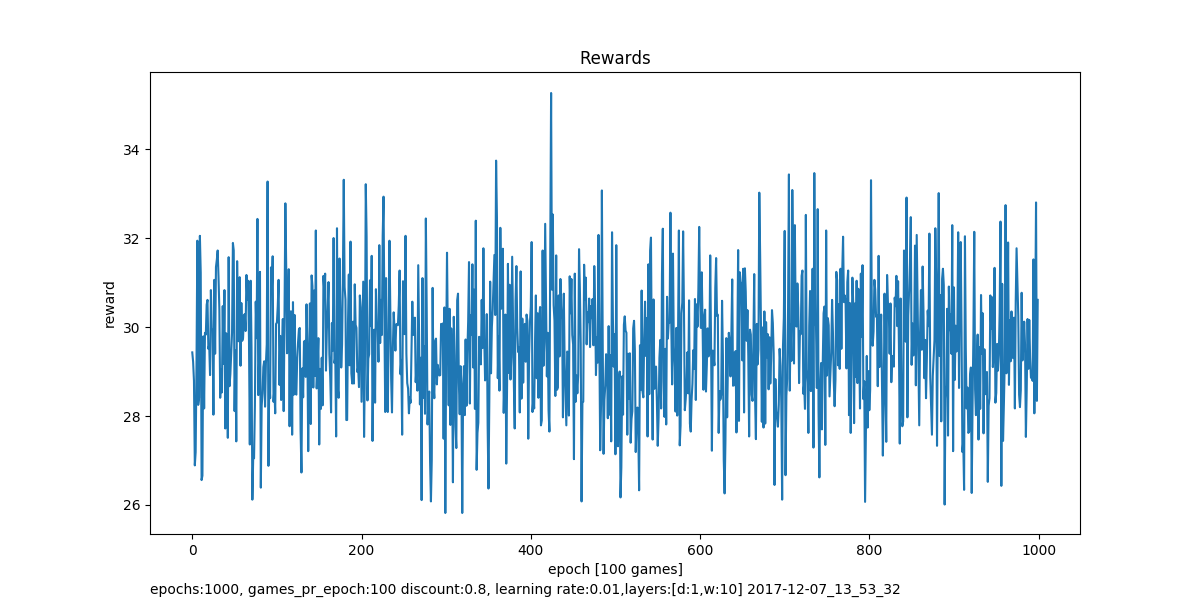 Rewards
reward
34
32
30
28
26
0 200 400 600 800 1000
epoch [100 games]
epochs:1000, games_pr_epoch:100 discount:0.8, learning rate:0.01,layers:[d:1,w:10] 2017-12-07_13_53_32